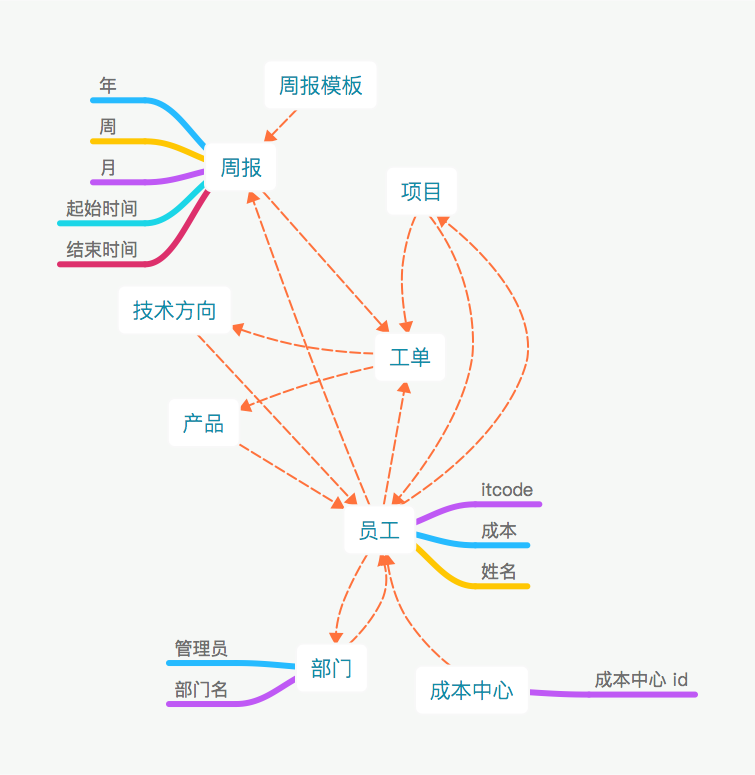 周报模板
年
周
月
起始时间
结束时间
周报
项目
技术方向
工单
产品
员工
itcode
成本
姓名
管理员
部门名
部门
成本中心
成本中心 id